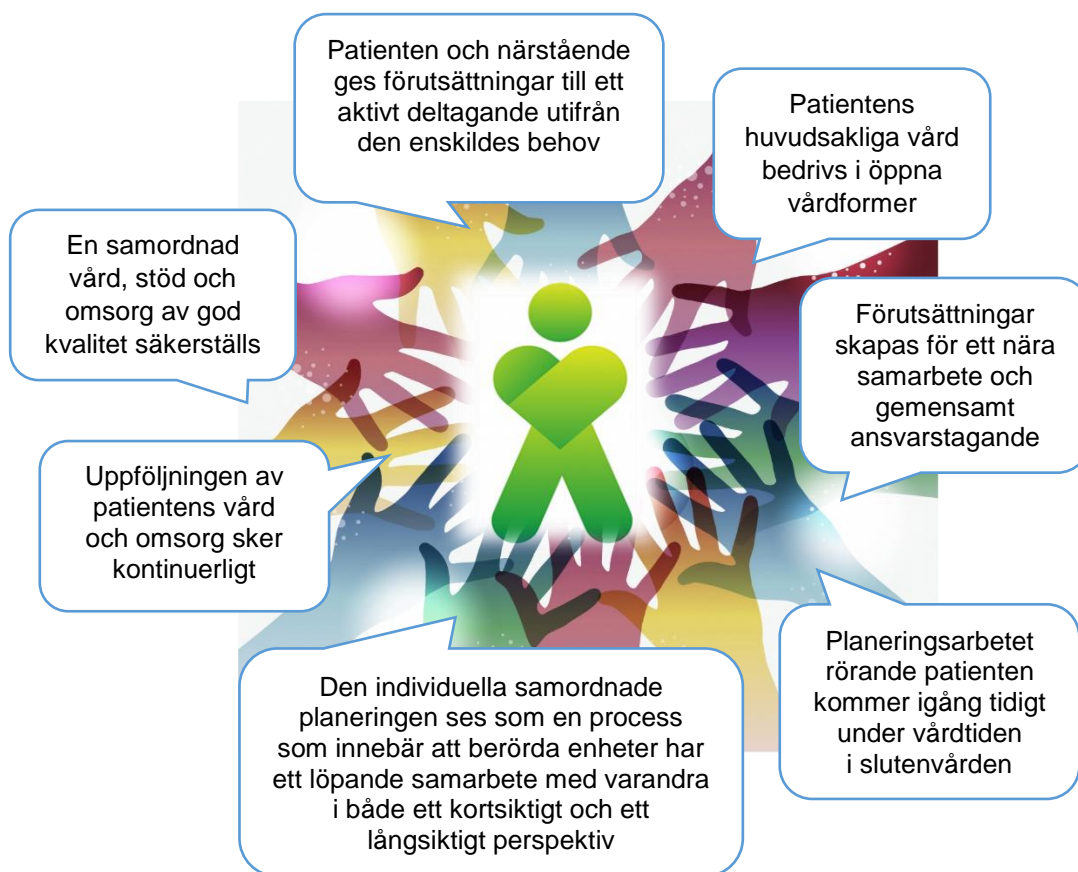 Patienten och närstående
ges förutsättningar till ett
aktivt deltagande utifrån
den enskildes behov
Patientens
huvudsakliga vård
bedrivs i öppna
vårdformer
En samordnad
vård, stöd och
omsorg av god
kvalitet säkerställs
Förutsättningar
skapas för ett nära
samarbete och
gemensamt
ansvarstagande
Uppföljningen av
patientens vård
och omsorg sker
kontinuerligt
Planeringsarbetet
rörande patienten
kommer igång tidigt
under vårdtiden
i slutenvården
Den individuella samordnade
planeringen ses som en process
som innebär att berörda enheter har
ett löpande samarbete med varandra
i både ett kortsiktigt och ett
långsiktigt perspektiv